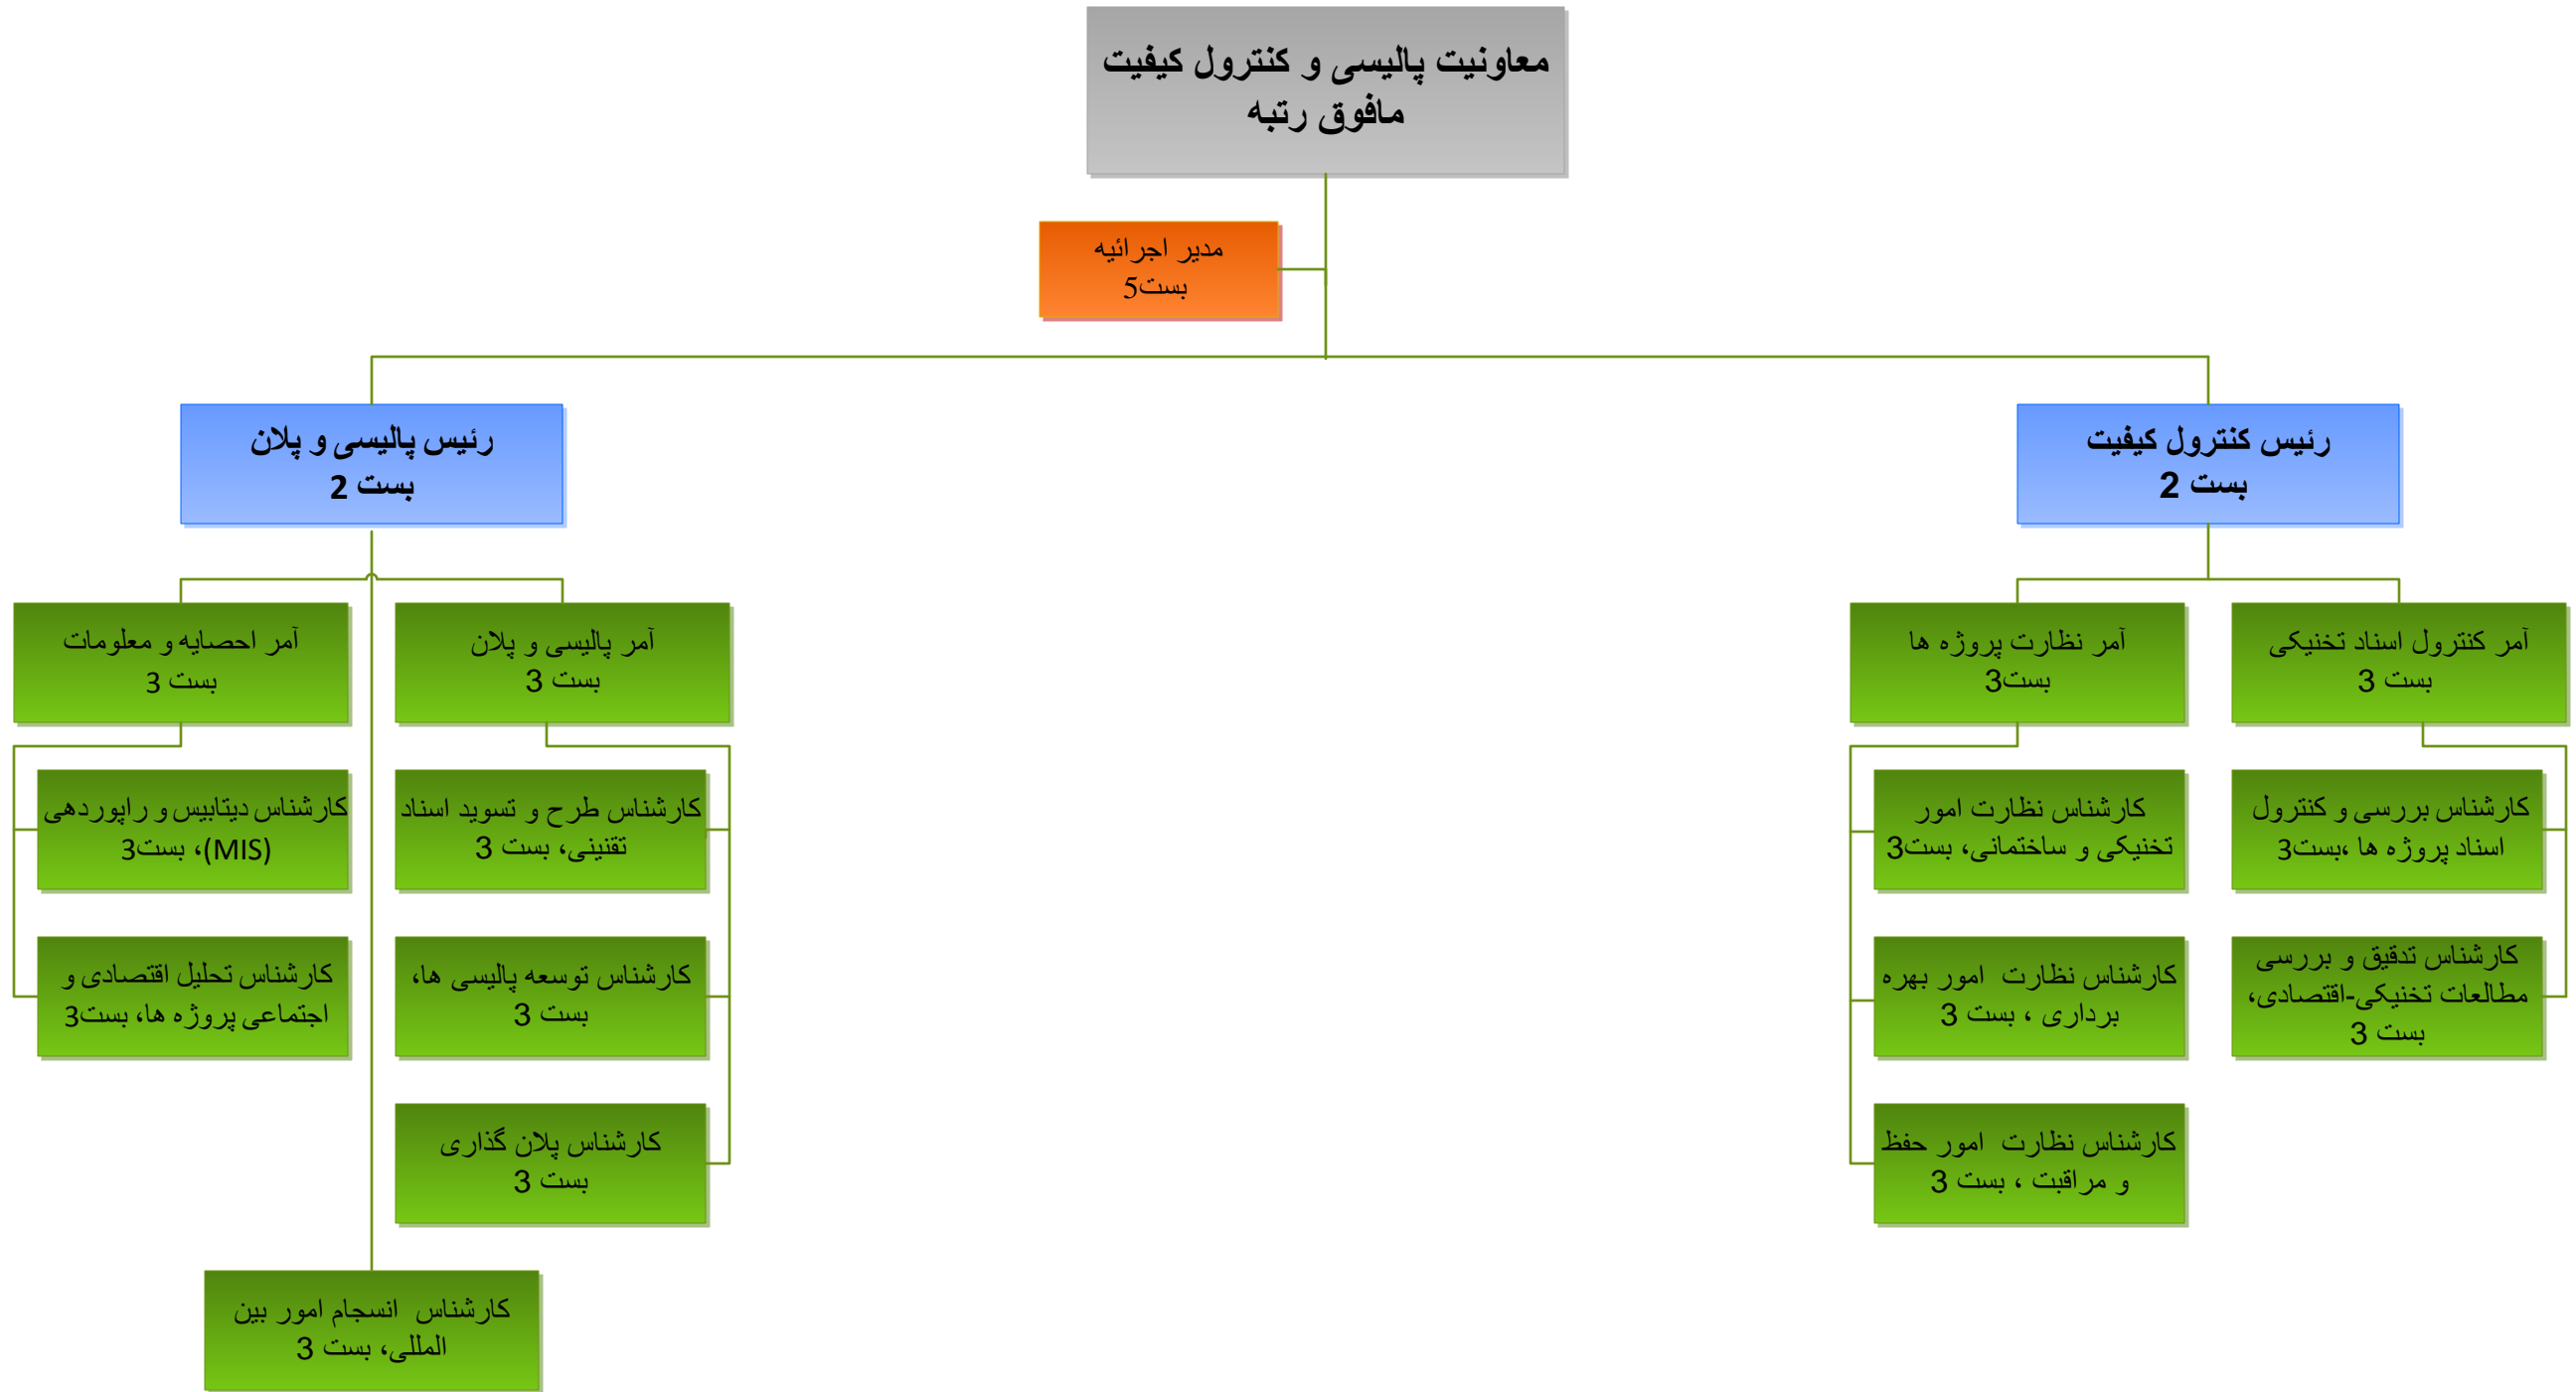 معاونیت پالیسی و کنترول کیفیت
مافوق رتبه
مدیر اجرائیه
بست5
رئیس کنترول کیفیت
بست 2
رئیس پالیسی و پلان
بست 2
آمر کنترول اسناد تخنیکی
بست 3
آمر نظارت پروژه ها
بست3
آمر پالیسی و پلان
بست 3
آمر احصایه و معلومات
بست 3
کارشناس بررسی و کنترول
اسناد پروژه ها ،بست3
کارشناس تدقیق و بررسی
مطالعات تخنیکی-اقتصادی،
بست 3
کارشناس نظارت امور
تخنیکی و ساختمانی، بست3
کارشناس نظارت امور بهره
برداری ، بست 3
کارشناس نظارت امور حفظ
و مراقبت ، بست 3
کارشناس طرح و تسوید اسناد
تقنینی، بست 3
کارشناس توسعه پالیسی ها،
بست 3
کارشناس پلان گذاری
بست 3
کارشناس دیتابیس و راپوردهی
(MIS)، بست3
کارشناس تحلیل اقتصادی و
اجتماعی پروژه ها، بست3
کارشناس انسجام امور بین
المللی، بست 3